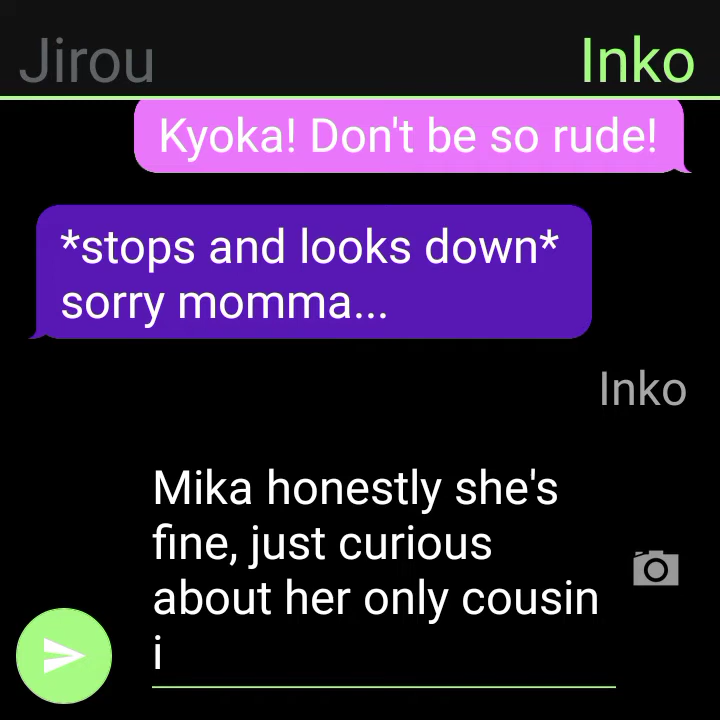 Jirou
Inko
Kyoka! Don't be so rude!
*stops and looks down*
sorry momma...
Inko
Mika honestly she's
fine, just curious
about her only cousin
i